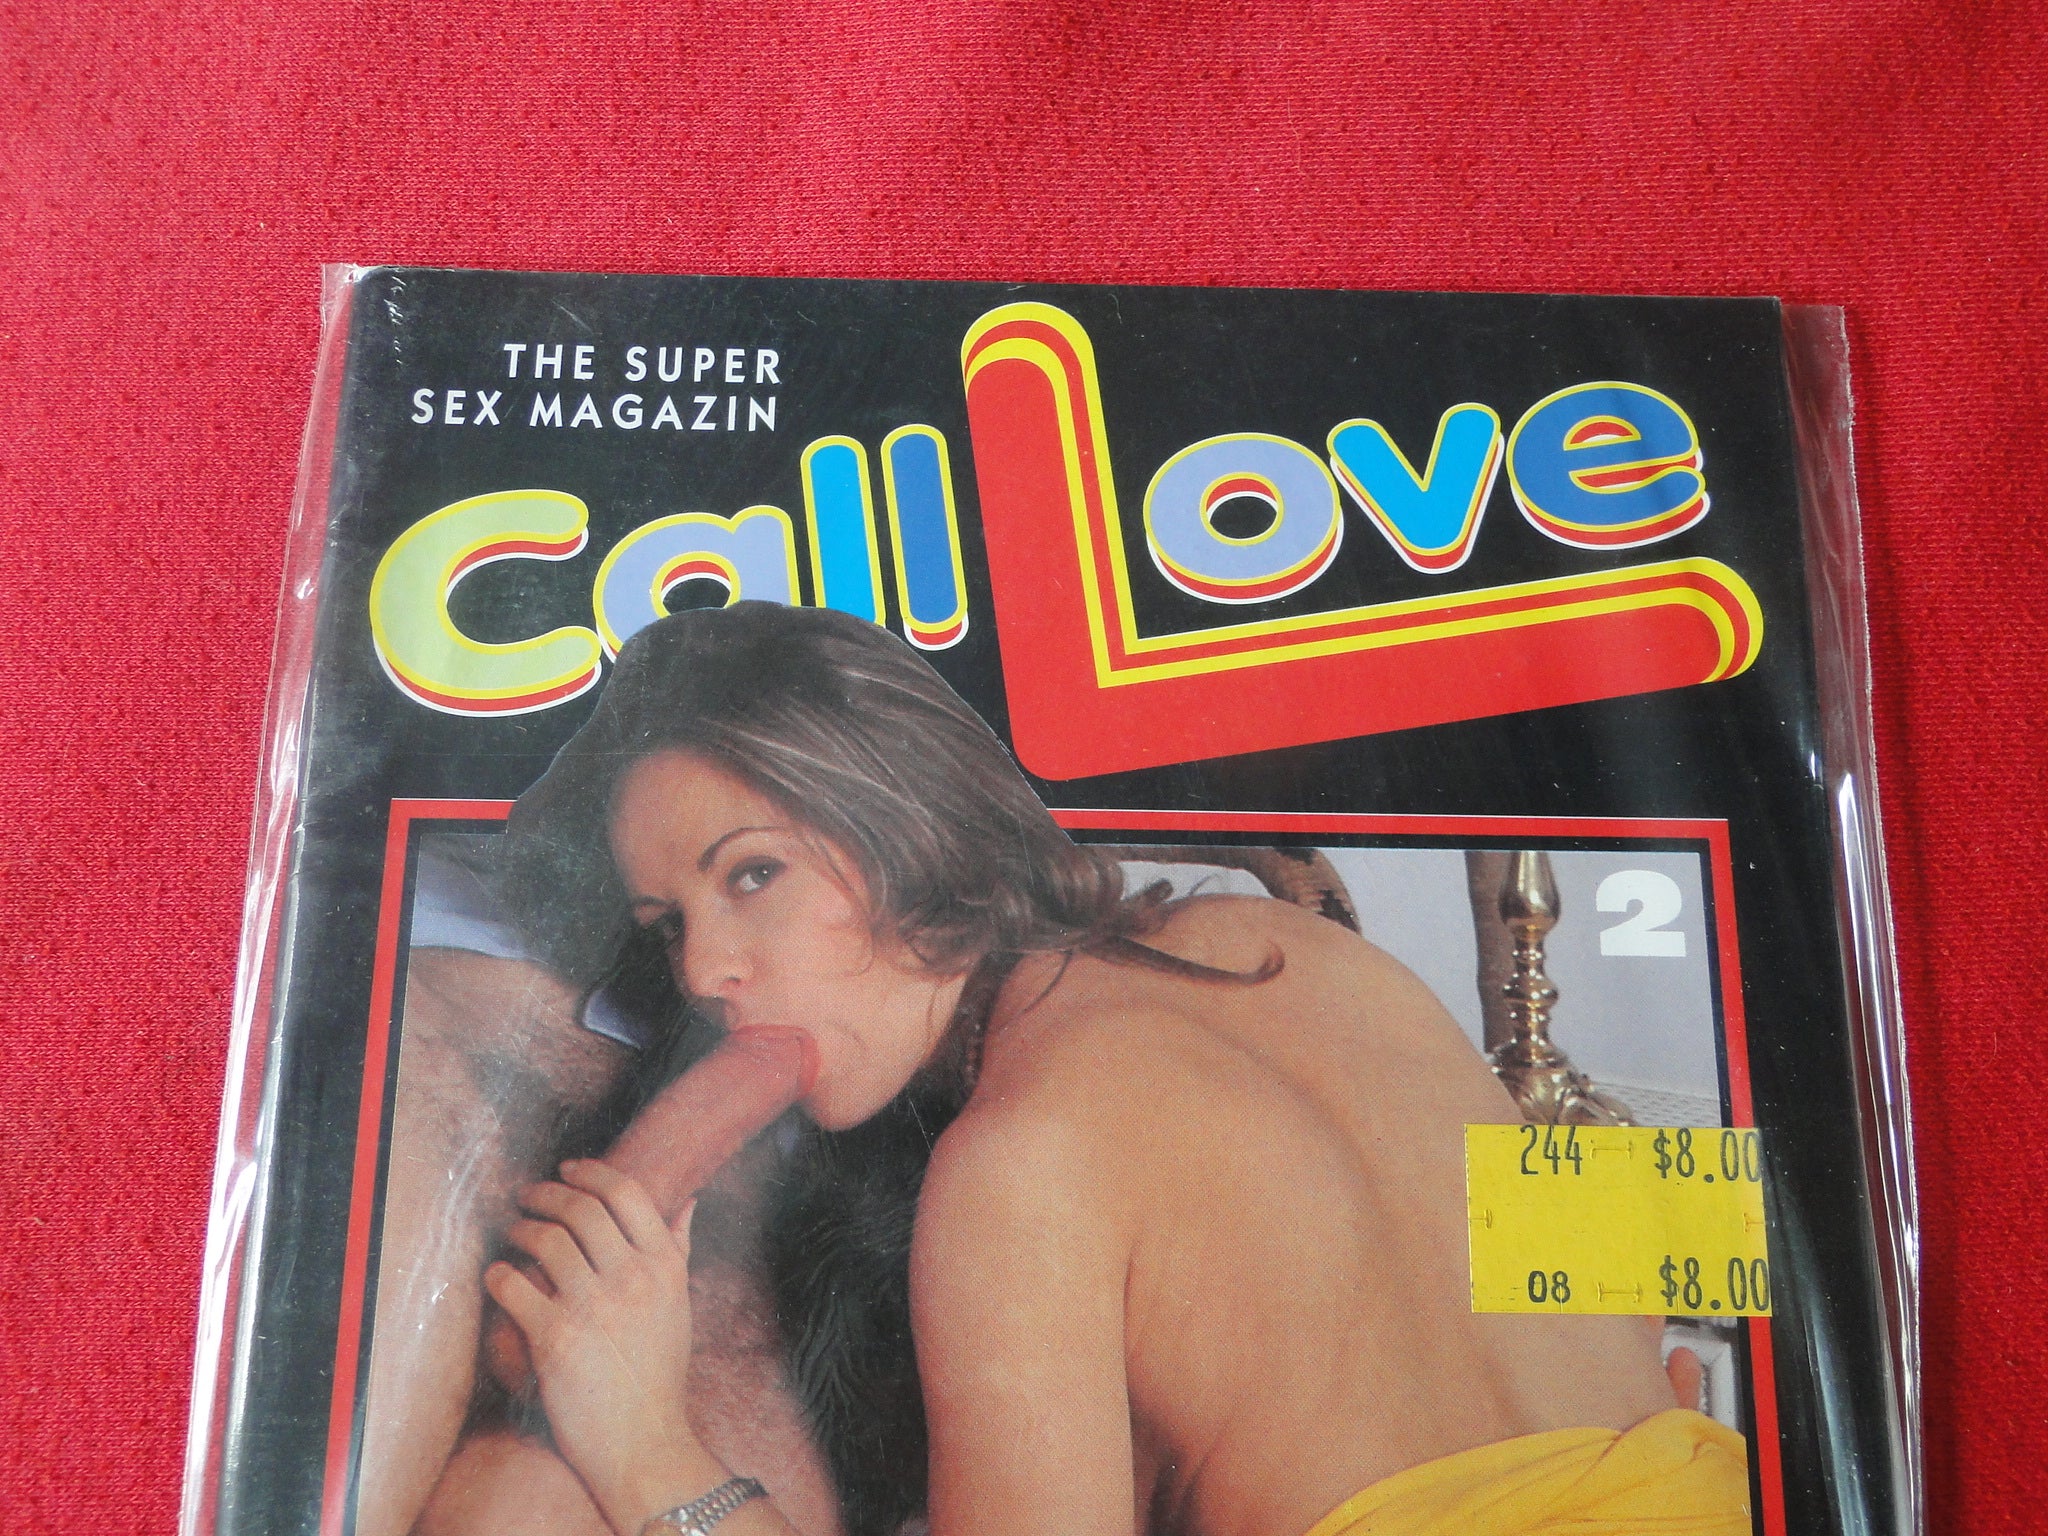 THE SUPER
SEX MAGAZIN
Call Love
2
244 $8.00
08 $8.00